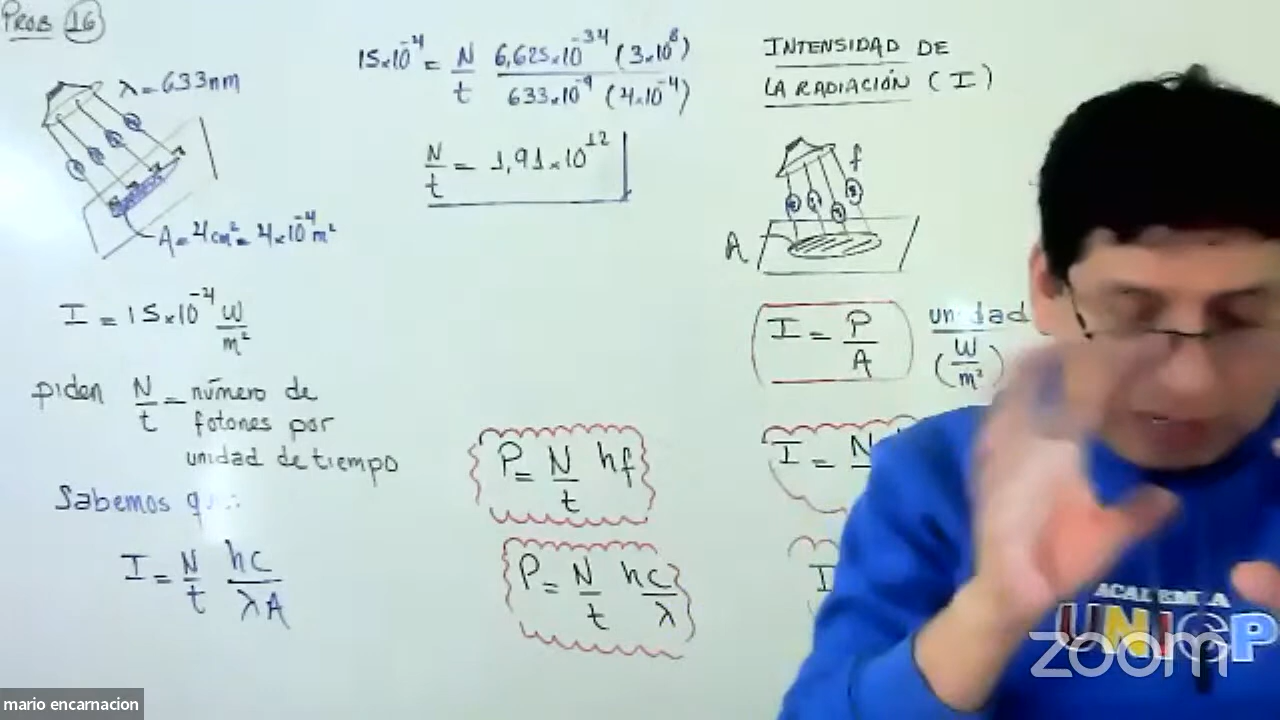 PROB 16
λ = 633nm
A = 4cm² = 4×10⁻⁴m²
I = 15×10⁻⁴ W/m²
piden N/t = número de
fotones por
unidad de tiempo
Sabemos
I = N/t hc/λA
15×10⁻⁴ = N/t 6,625×10⁻³⁴ (3×10⁸) / 633×10⁻⁹ (4×10⁻⁴)
N/t = 1,91×10¹²
P = N/t hf
P = N/t hc/λ
INTENSIDAD DE
LA RADIACIÓN (I)
f
A
I = P/A
unidad
(W/m²)
I = N
I
ACADEMIA
UNICP
zoom
mario encarnacion